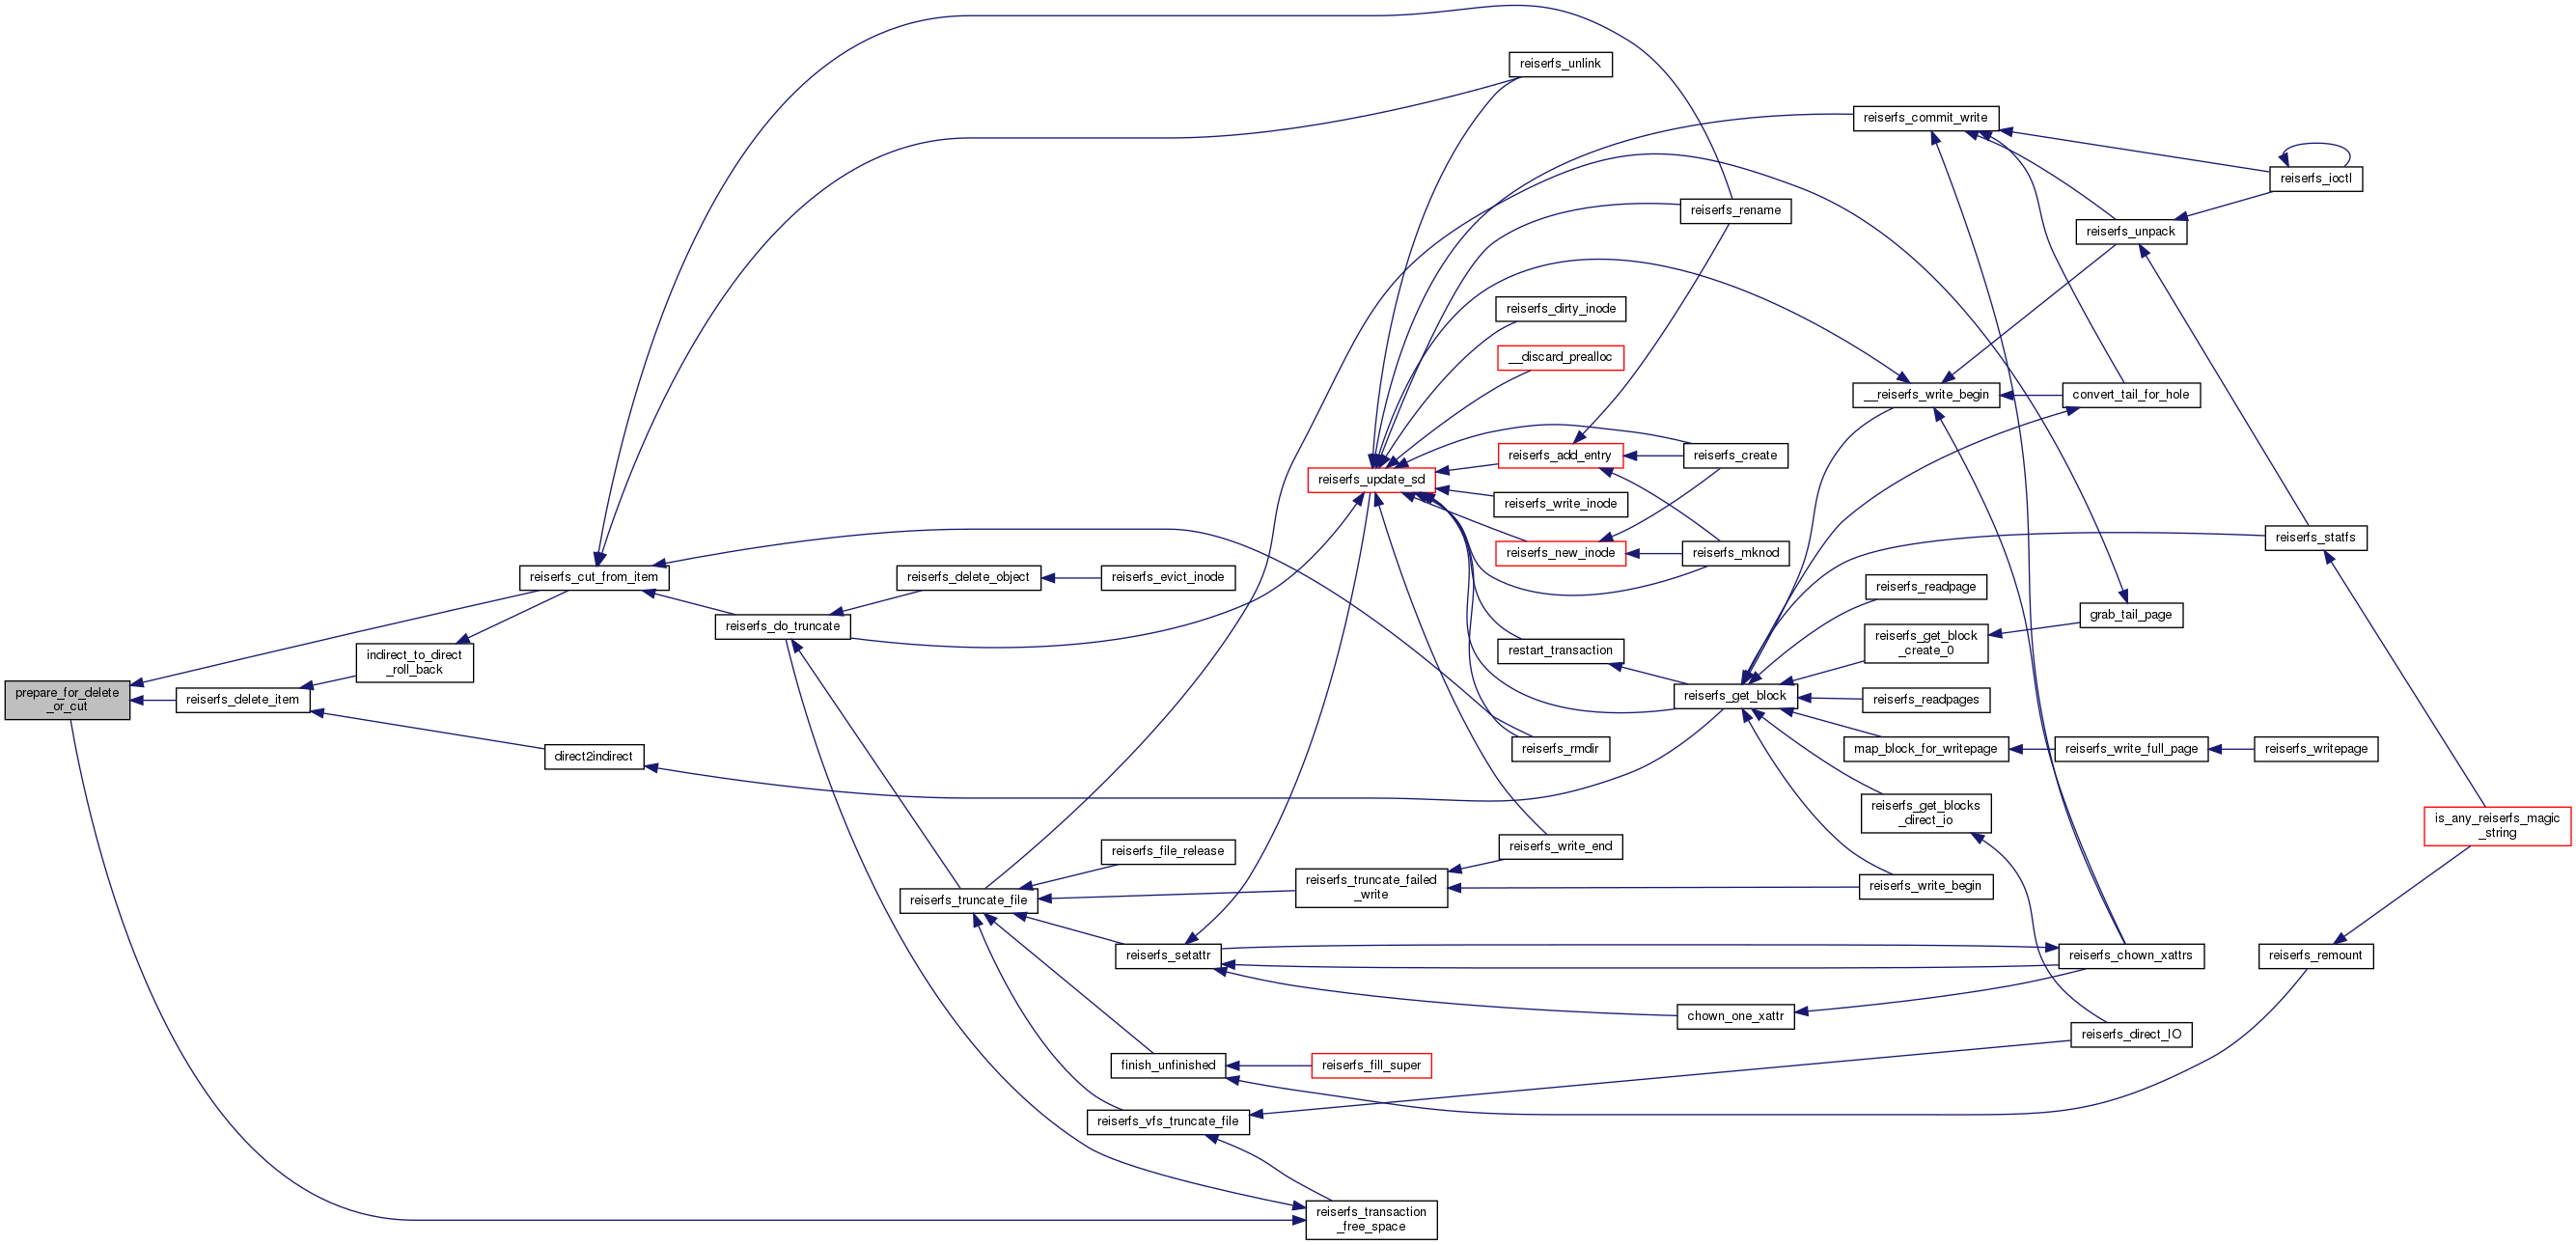 prepare_for_delete
_or_cut
reiserfs_cut_from_item
indirect_to_direct
_roll_back
reiserfs_delete_item
direct2indirect
reiserfs_do_truncate
reiserfs_delete_object
reiserfs_evict_inode
reiserfs_truncate_file
reiserfs_file_release
reiserfs_setattr
finish_unfinished
reiserfs_vfs_truncate_file
reiserfs_update_sd
reiserfs_truncate_failed
_write
reiserfs_fill_super
reiserfs_transaction
_free_space
reiserfs_unlink
reiserfs_rename
reiserfs_dirty_inode
__discard_prealloc
reiserfs_add_entry
reiserfs_create
reiserfs_write_inode
reiserfs_new_inode
reiserfs_mknod
restart_transaction
reiserfs_get_block
reiserfs_rmdir
reiserfs_write_end
chown_one_xattr
reiserfs_commit_write
__reiserfs_write_begin
reiserfs_readpage
reiserfs_get_block
_create_0
reiserfs_readpages
map_block_for_writepage
reiserfs_get_blocks
_direct_io
reiserfs_write_begin
reiserfs_ioctl
reiserfs_unpack
convert_tail_for_hole
reiserfs_statfs
grab_tail_page
reiserfs_write_full_page
reiserfs_writepage
is_any_reiserfs_magic
_string
reiserfs_chown_xattrs
reiserfs_remount
reiserfs_direct_IO